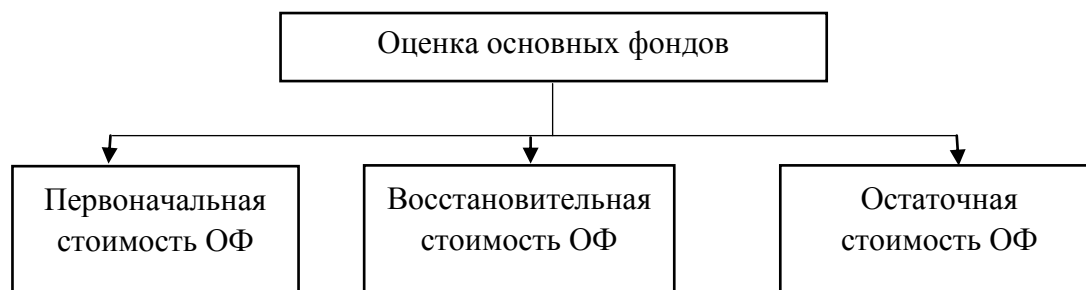 Оценка основных фондов
Первоначальная
стоимость ОФ
Восстановительная
стоимость ОФ
Остаточная
стоимость ОФ